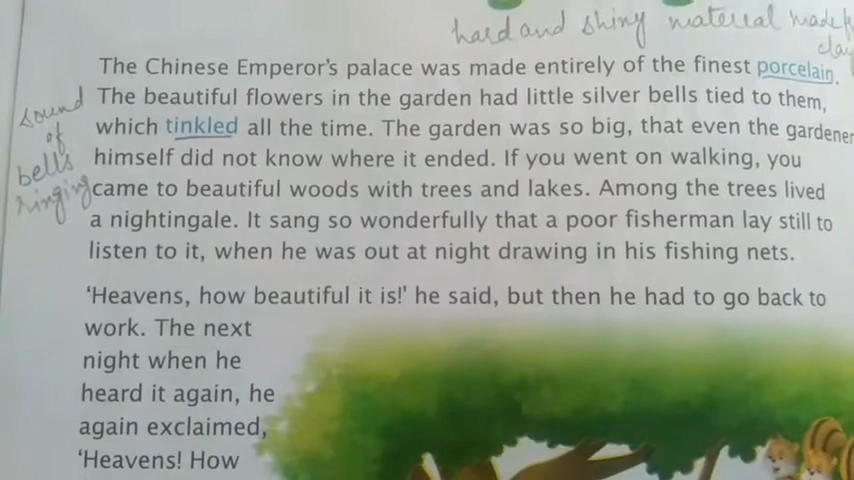 hard and shiny material made f
clay
The Chinese Emperor's palace was made entirely of the finest porcelain.
The beautiful flowers in the garden had little silver bells tied to them,
which tinkled all the time. The garden was so big, that even the gardener
himself did not know where it ended. If you went on walking, you
came to beautiful woods with trees and lakes. Among the trees lived
a nightingale. It sang so wonderfully that a poor fisherman lay still to
listen to it, when he was out at night drawing in his fishing nets.
sound
of
bell's
ringing
'Heavens, how beautiful it is!' he said, but then he had to go back to
work. The next
night when he
heard it again, he
again exclaimed,
'Heavens! How